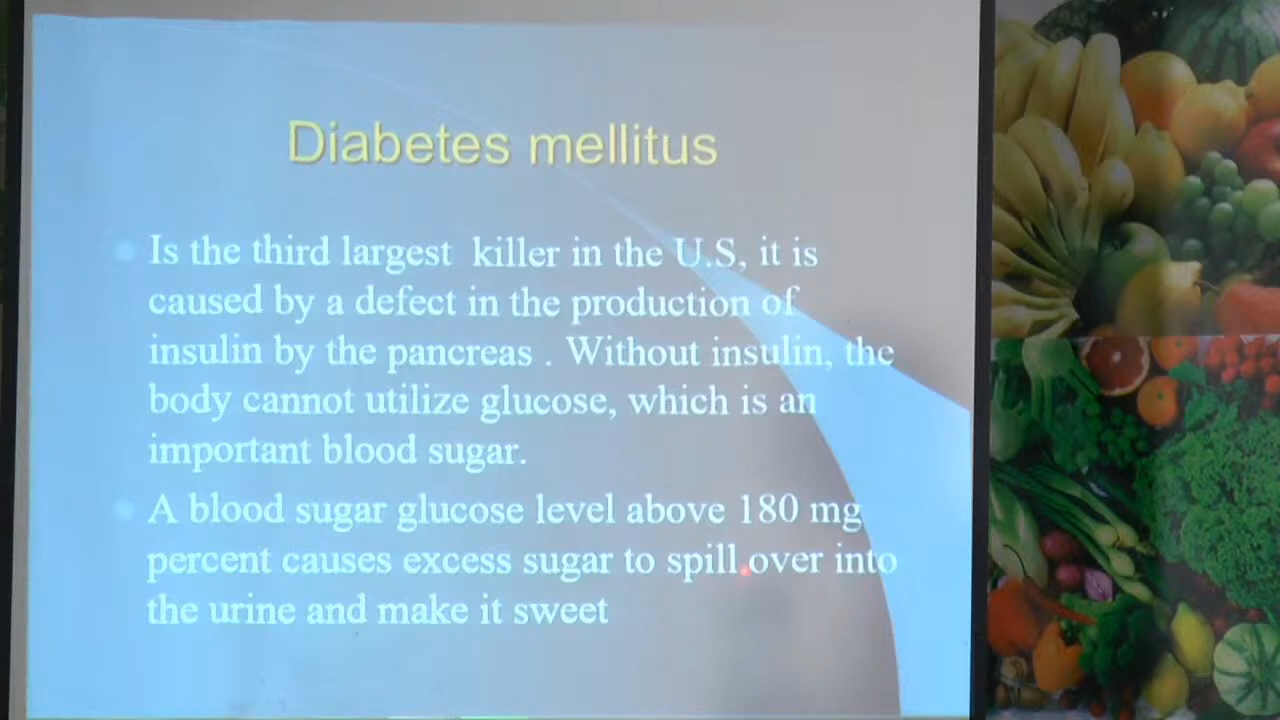 Diabetes mellitus
Is the third largest killer in the U.S, it is
caused by a defect in the production of
insulin by the pancreas . Without insulin, the
body cannot utilize glucose, which is an
important blood sugar.
A blood sugar glucose level above 180 mg
percent causes excess sugar to spill over into
the urine and make it sweet